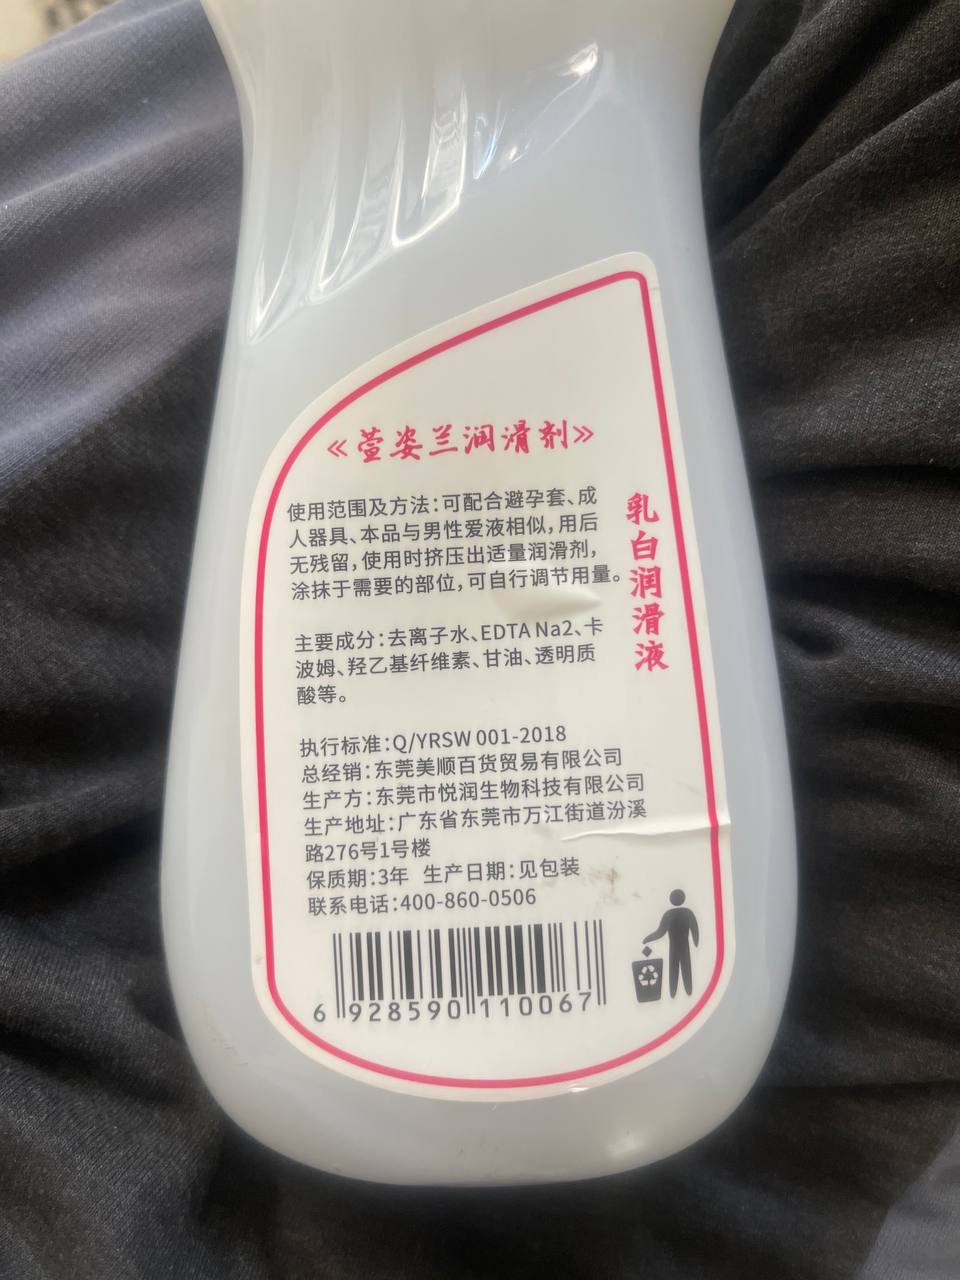 《萱姿兰润滑剂》
使用范围及方法：可配合避孕套、成
人器具、本品与男性爱液相似，用后
无残留，使用时挤压出适量润滑剂，
涂抹于需要的部位，可自行调节用量。
乳白润滑液
主要成分：去离子水、EDTA Na2、卡
波姆、羟乙基纤维素、甘油、透明质
酸等。
执行标准：Q/YRSW 001-2018
总经销：东莞美顺百货贸易有限公司
生产方：东莞市悦润生物科技有限公司
生产地址：广东省东莞市万江街道汾溪
路276号1号楼
保质期：3年 生产日期：见包装
联系电话：400-860-0506
6 928590 110067